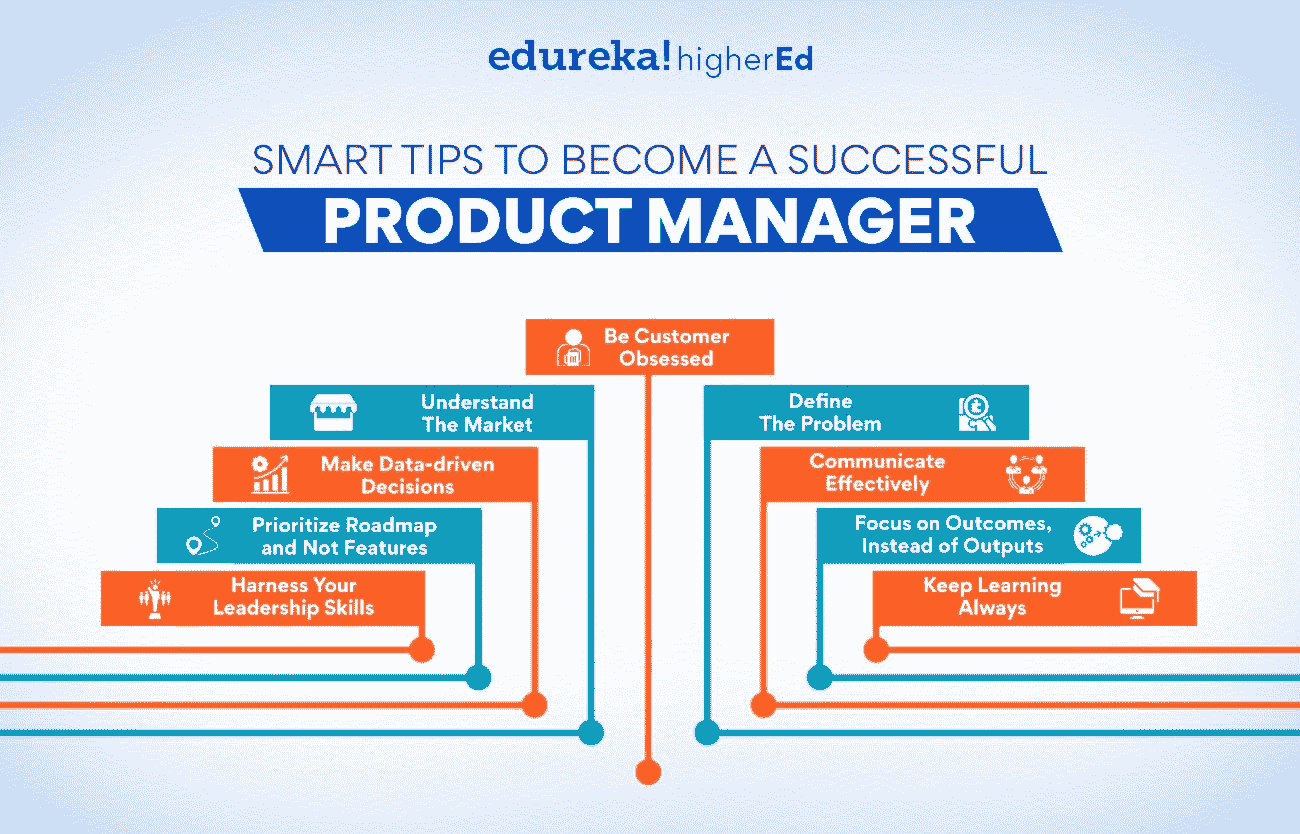 edureka! higherEd
SMART TIPS TO BECOME A SUCCESSFUL
PRODUCT MANAGER
Be Customer
Obsessed
Understand
The Market
Define
The Problem
Make Data-driven
Decisions
Communicate
Effectively
Prioritize Roadmap
and Not Features
Focus on Outcomes,
Instead of Outputs
Harness Your
Leadership Skills
Keep Learning
Always